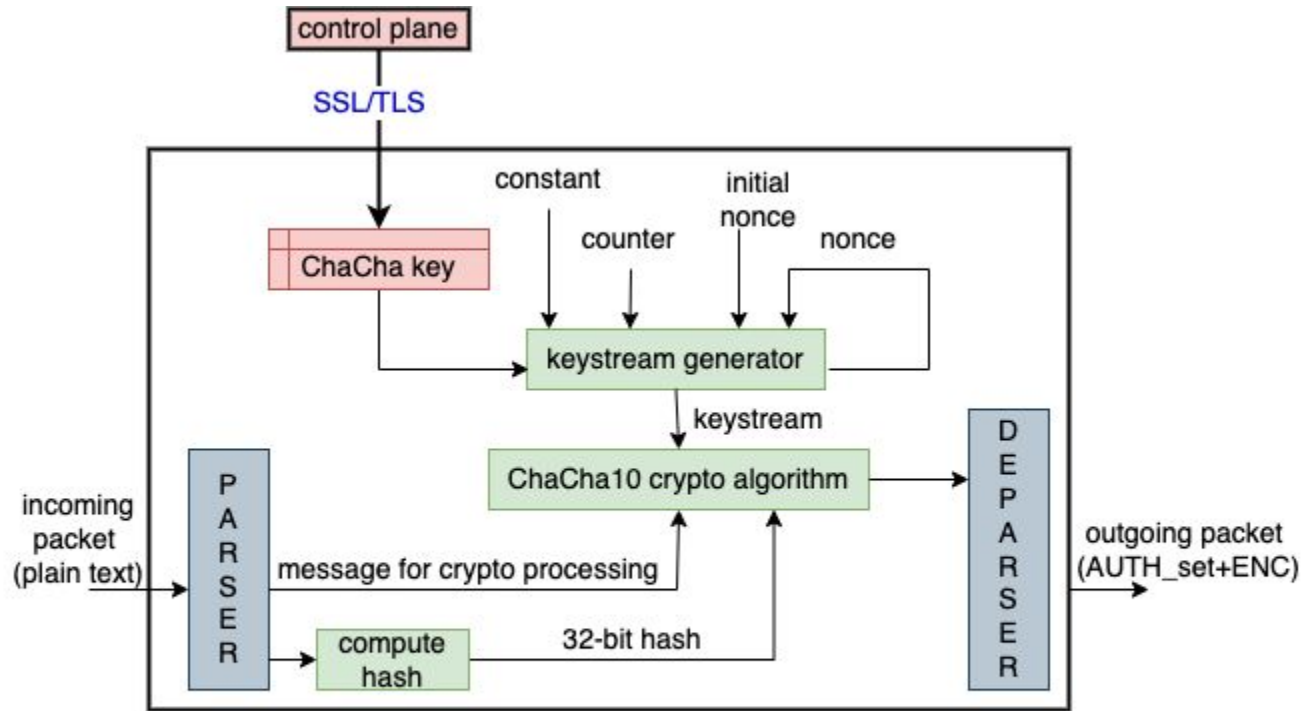 control plane
SSL/TLS
constant
initial
nonce
counter
nonce
ChaCha key
keystream generator
keystream
ChaCha10 crypto algorithm
P
A
R
S
E
R
D
E
P
A
R
S
E
R
incoming
packet
(plain text)
message for crypto processing
compute
hash
32-bit hash
outgoing packet
(AUTH_set+ENC)